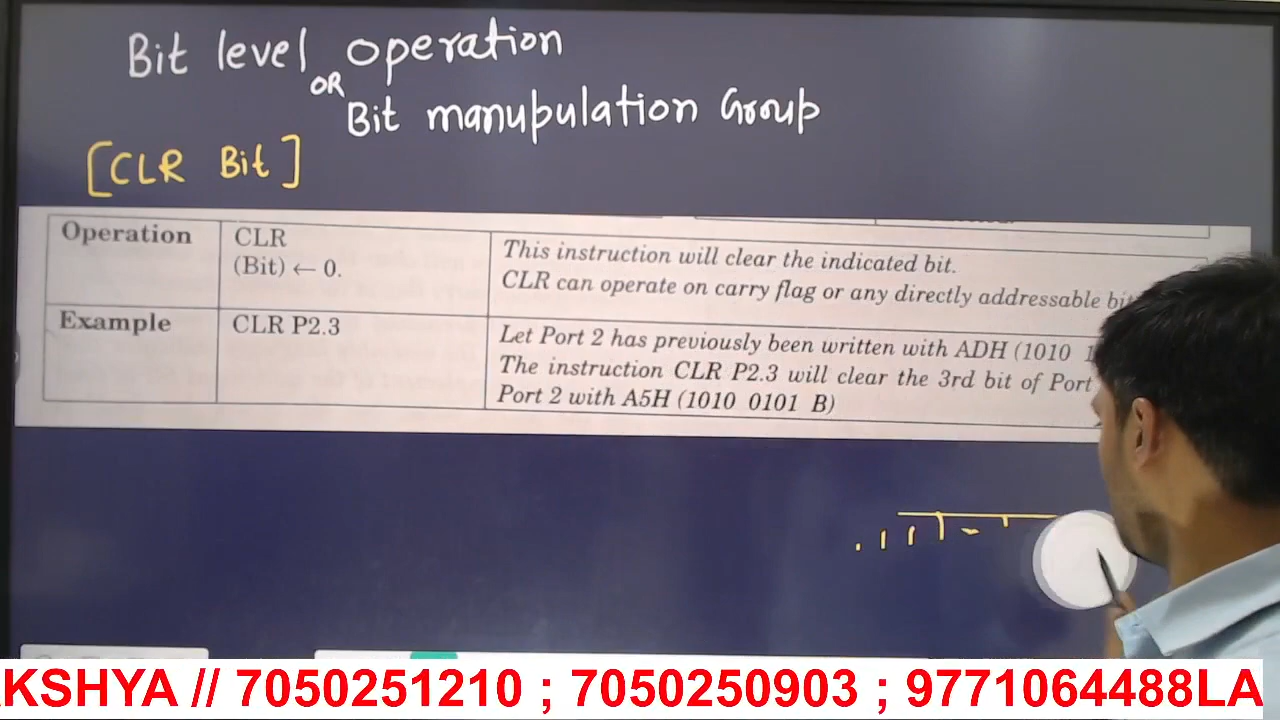 Bit level operation
OR
Bit manupulation Group
[CLR Bit]
Operation
CLR
(Bit) ← 0.
This instruction will clear the indicated bit.
CLR can operate on carry flag or any directly addressable bit
Example
CLR P2.3
Let Port 2 has previously been written with ADH (1010 1
The instruction CLR P2.3 will clear the 3rd bit of Port
Port 2 with A5H (1010 0101 B)
KSHYA // 7050251210 ; 7050250903 ; 9771064488LA